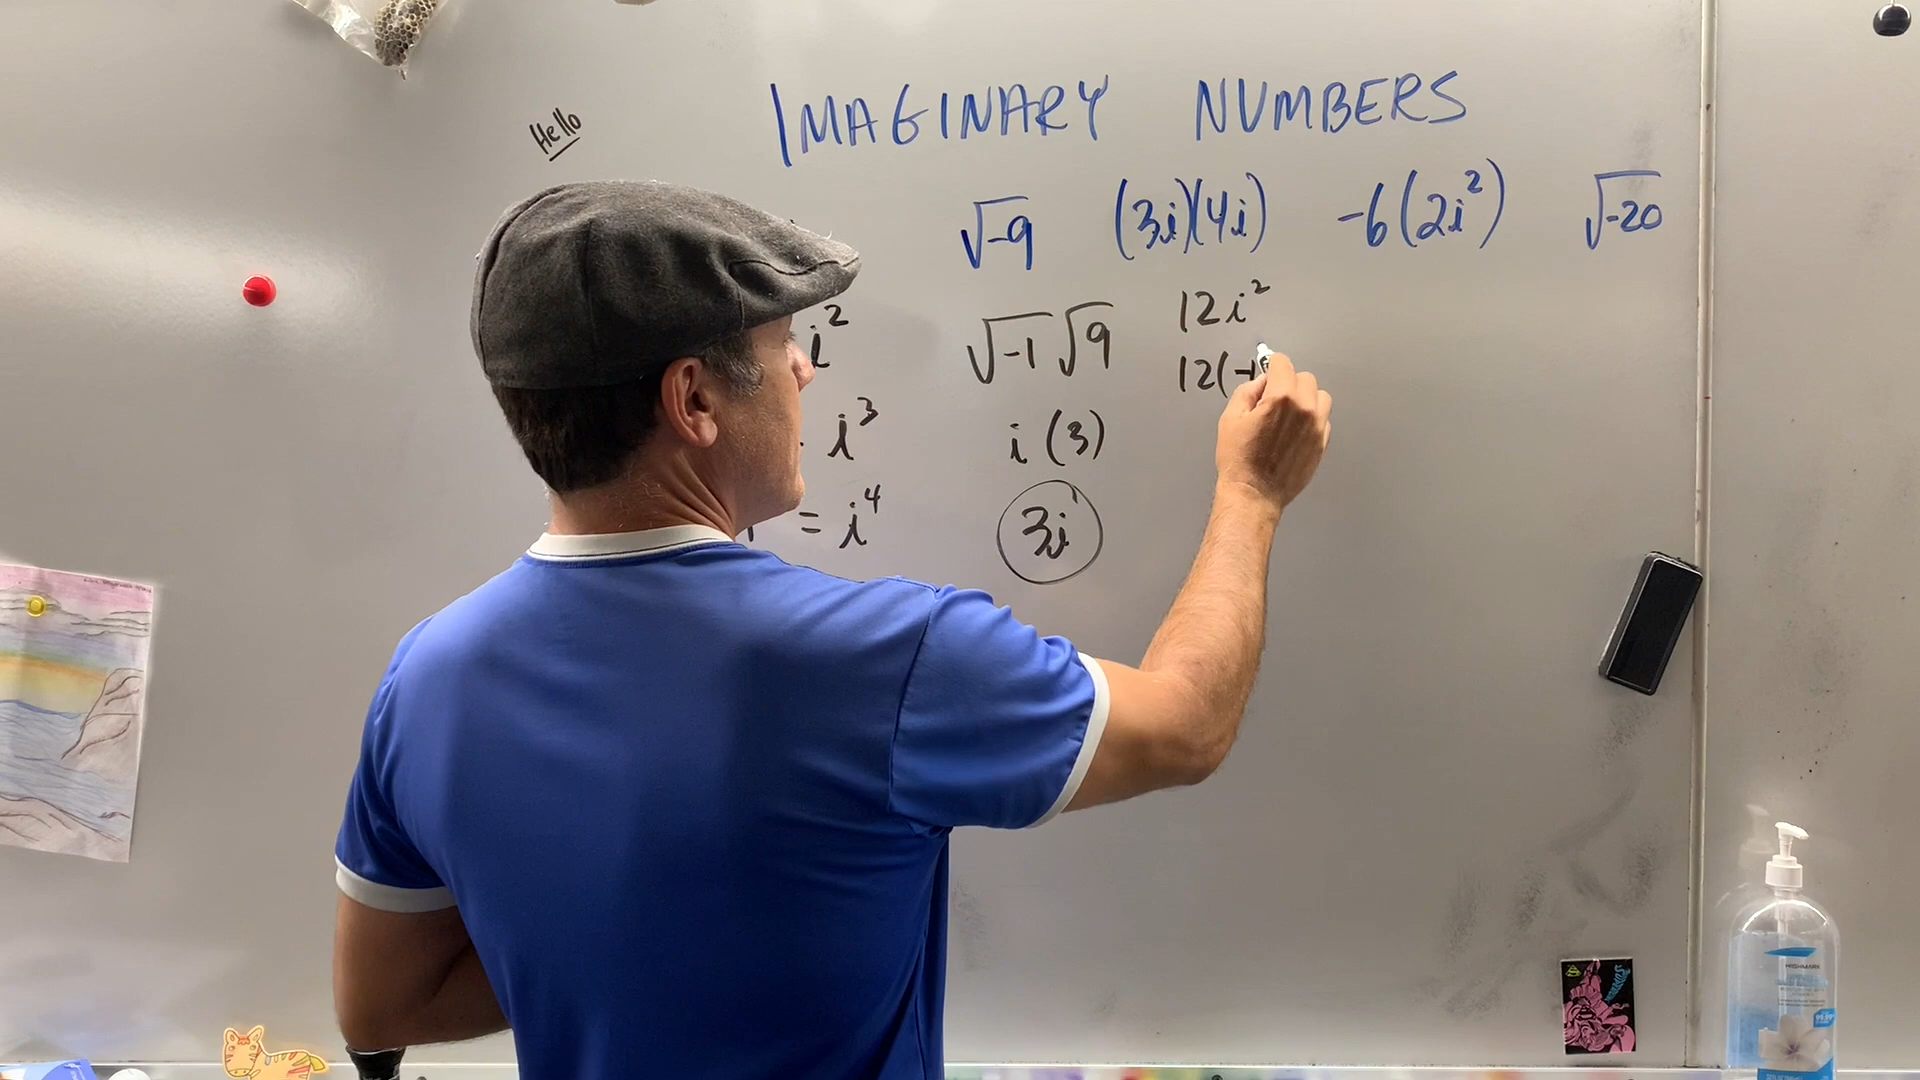 Hello
IMAGINARY NUMBERS
√-9 (3i)(4i) -6(2i²) √-20
i² √-1 √9 12i²
12(-1
i³ i (3)
= i⁴ 3i